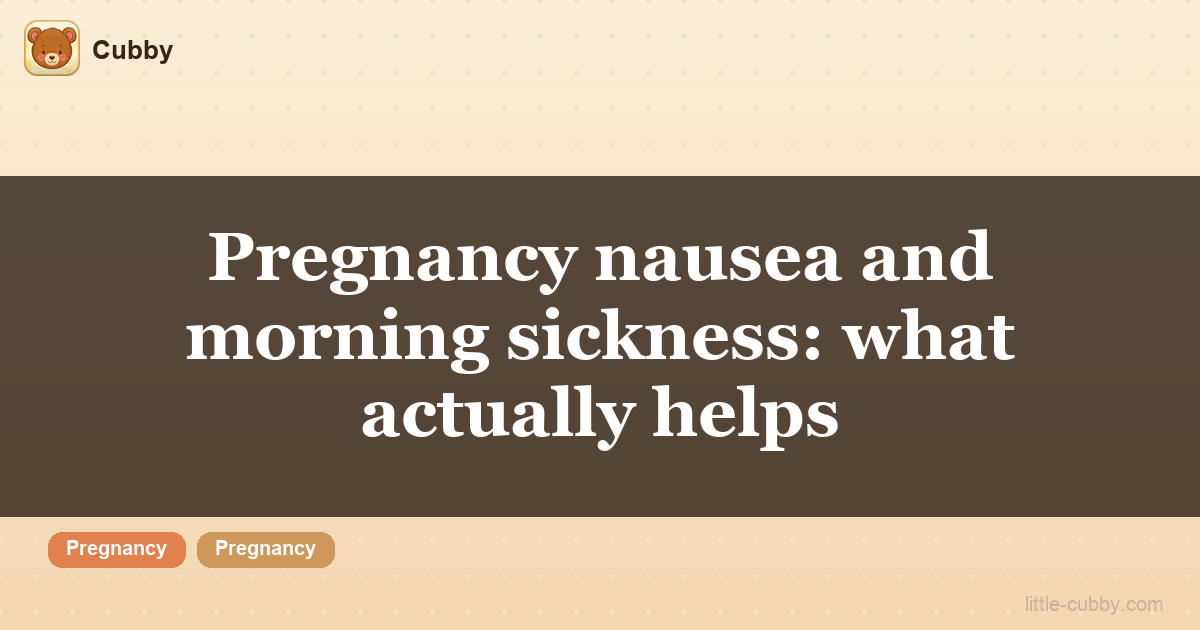 Cubby
Pregnancy nausea and
morning sickness: what
actually helps
Pregnancy Pregnancy
little-cubby.com